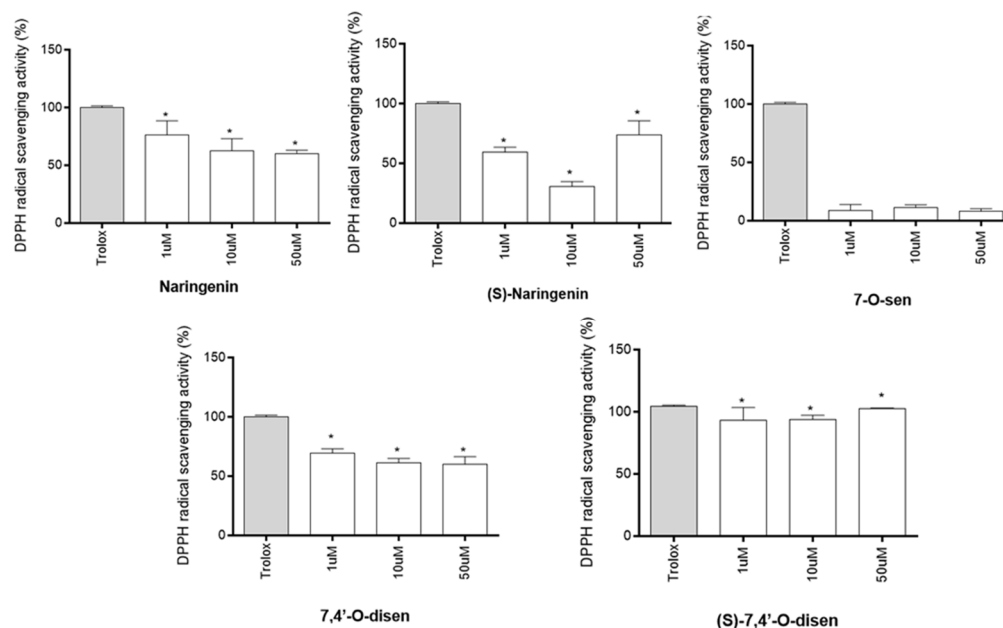 DPPH radical scavenging activity (%)
150
100
50
0
*
*
*
Trolox
1uM
10uM
50uM
Naringenin
DPPH radical scavenging activity (%)
150
100
50
0
*
*
*
Trolox
1uM
10uM
50uM
(S)-Naringenin
DPPH radical scavenging activity (%)
150
100
50
0
Trolox
1uM
10uM
50uM
7-O-sen
DPPH radical scavenging activity (%)
150
100
50
0
*
*
*
Trolox
1uM
10uM
50uM
7,4'-O-disen
DPPH radical scavenging activity (%)
150
100
50
0
*
*
*
Trolox
1uM
10uM
50uM
(S)-7,4'-O-disen